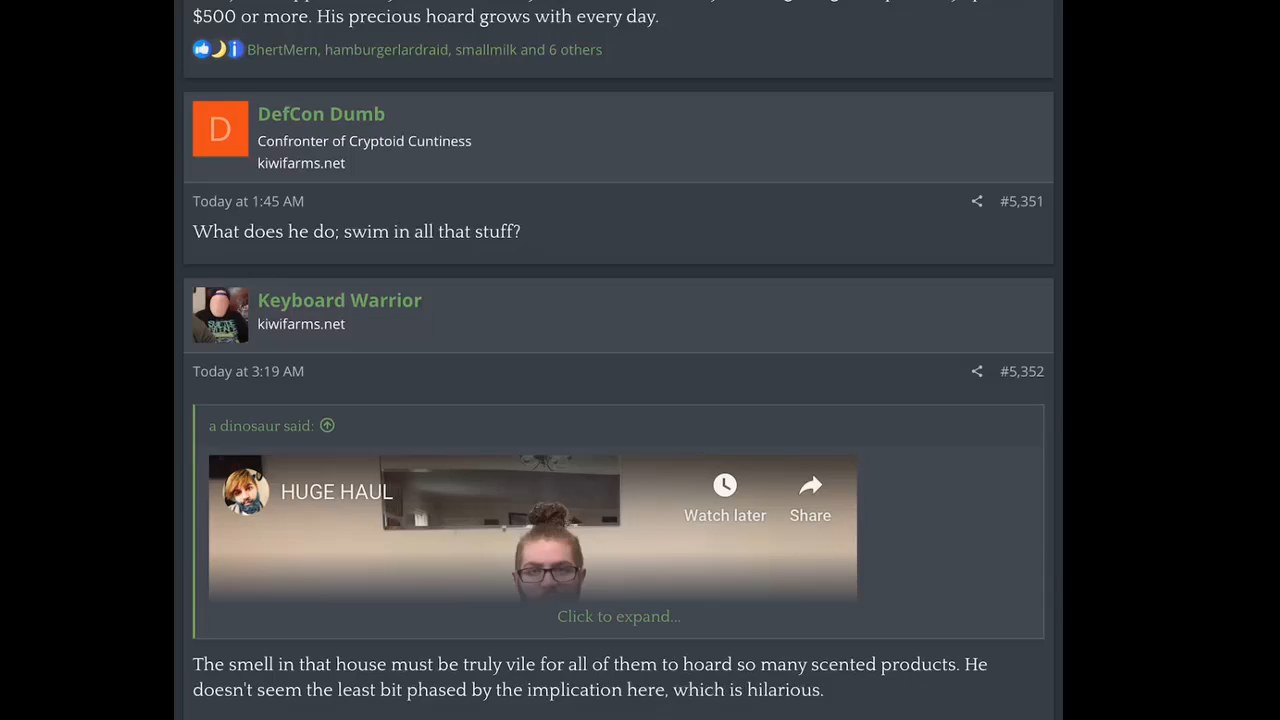 $500 or more. His precious hoard grows with every day.
BhertMern, hamburgerlardraid, smallmilk and 6 others
D
DefCon Dumb
Confronter of Cryptoid Cuntiness
kiwifarms.net
Today at 1:45 AM
#5,351
What does he do; swim in all that stuff?
Keyboard Warrior
kiwifarms.net
Today at 3:19 AM
#5,352
a dinosaur said:
HUGE HAUL
Watch later
Share
Click to expand...
The smell in that house must be truly vile for all of them to hoard so many scented products. He
doesn't seem the least bit phased by the implication here, which is hilarious.